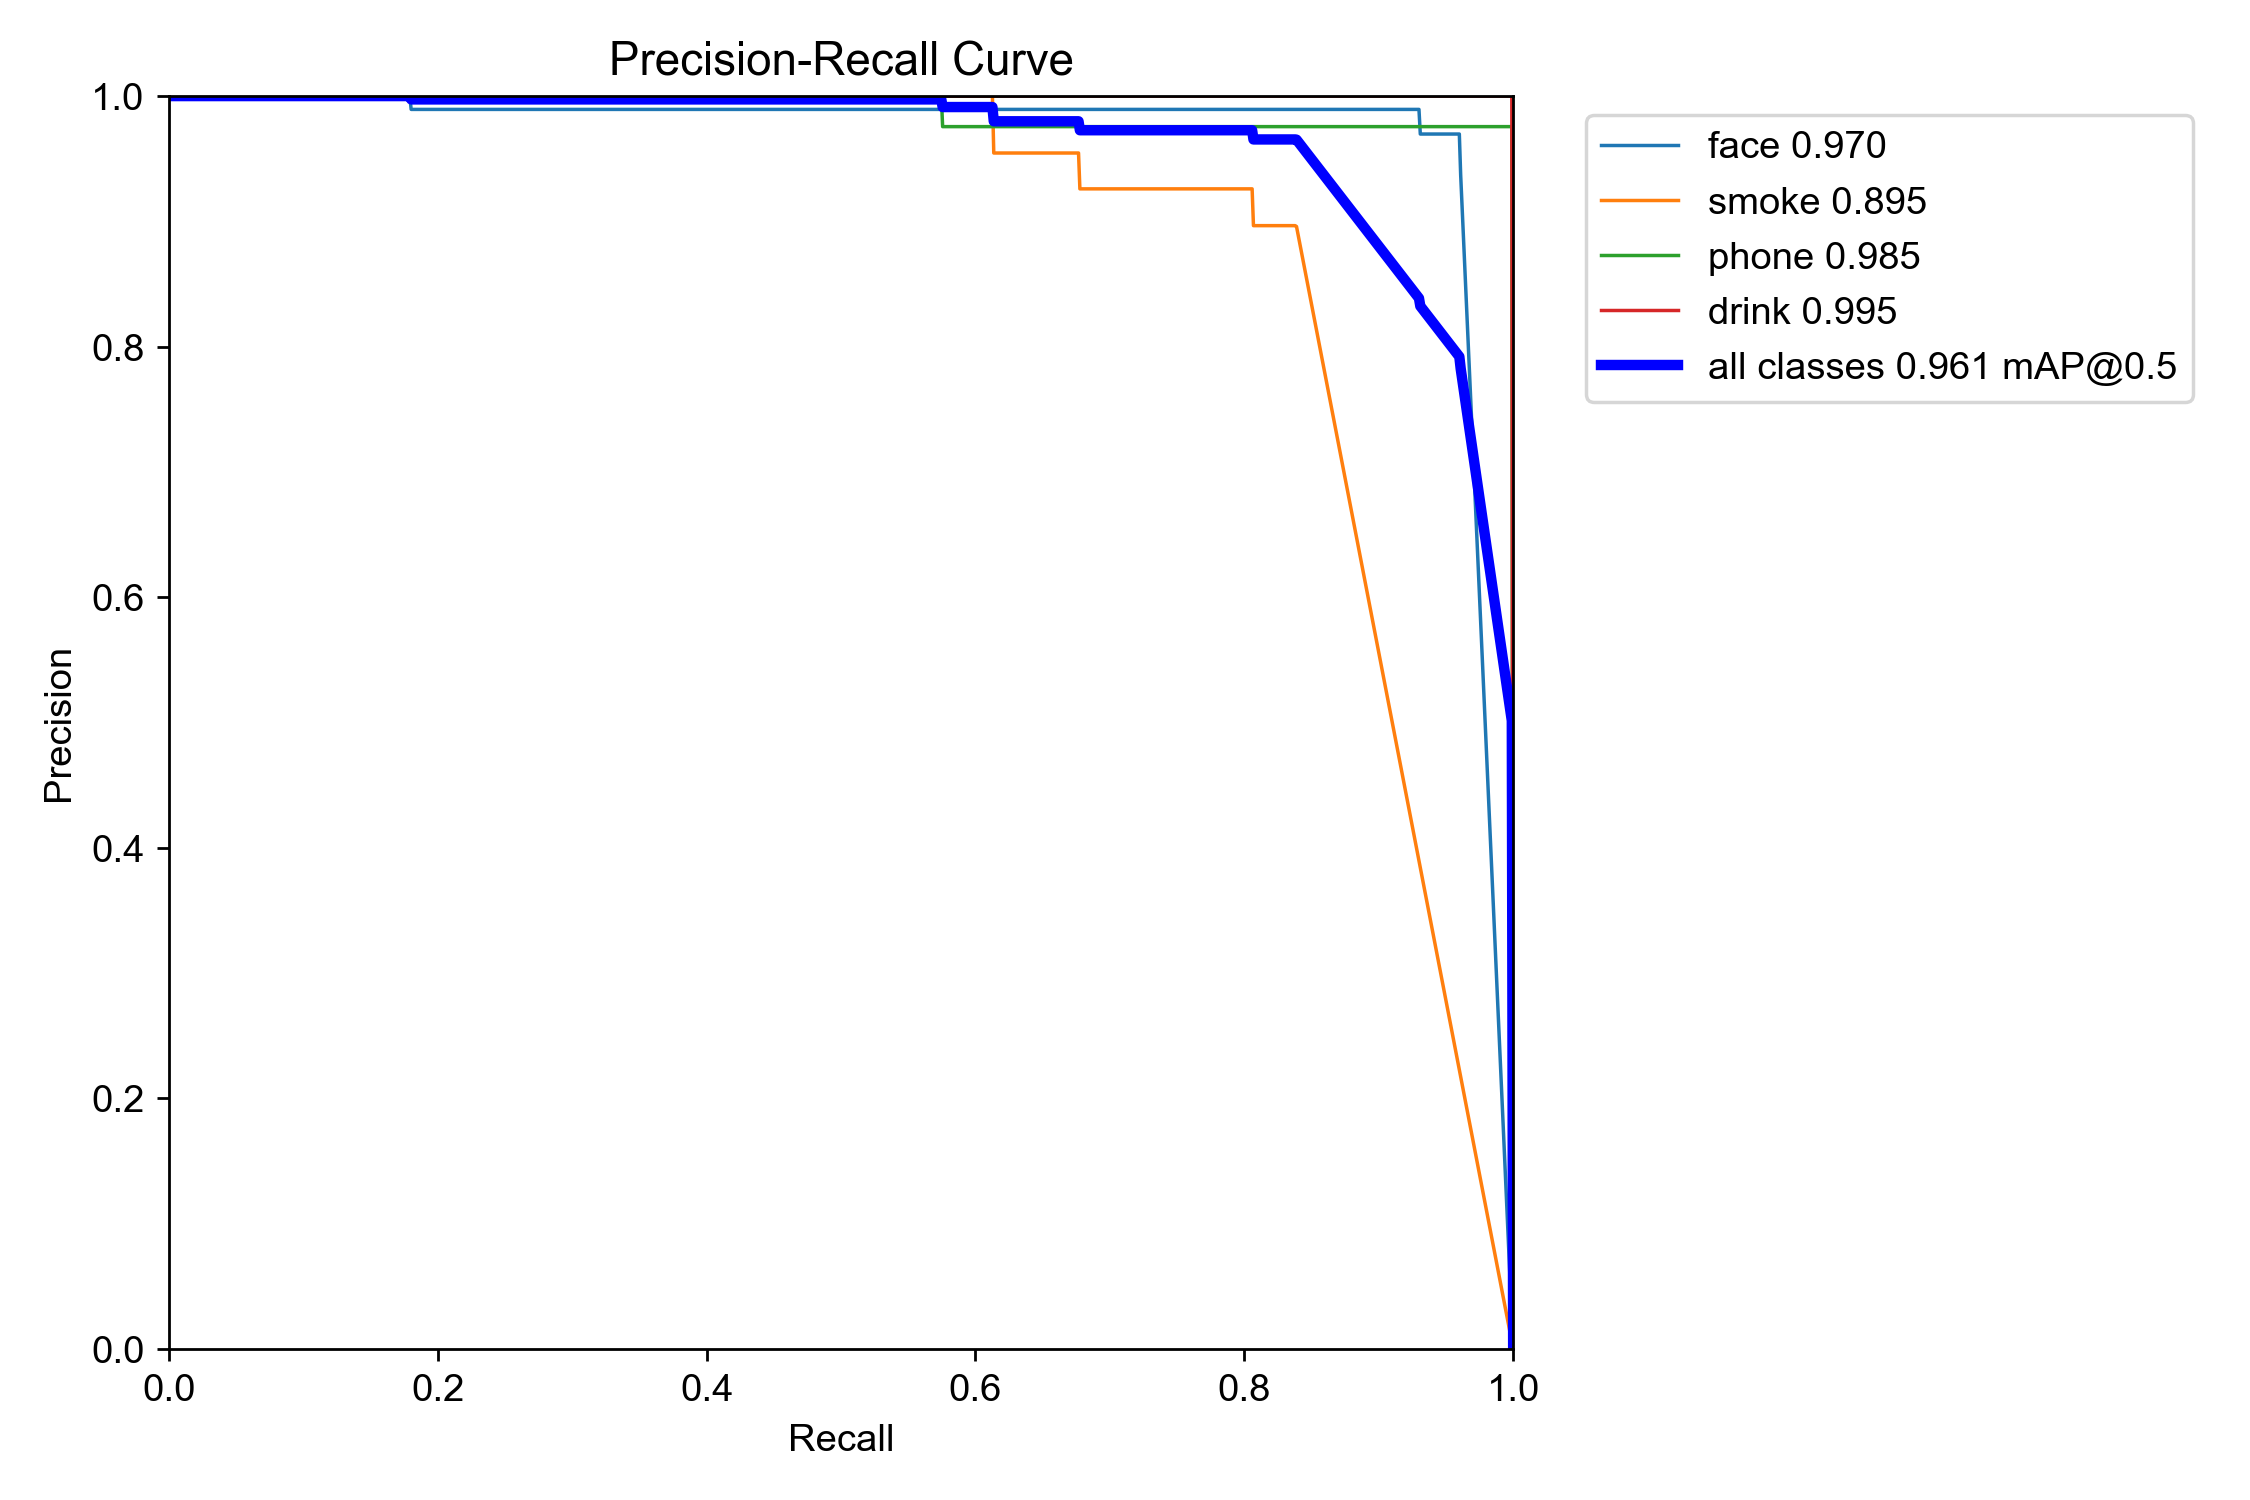 Precision-Recall Curve
1.0
0.8
0.6
0.4
0.2
0.0
Precision
0.0 0.2 0.4 0.6 0.8 1.0
Recall
face 0.970
smoke 0.895
phone 0.985
drink 0.995
all classes 0.961 mAP@0.5